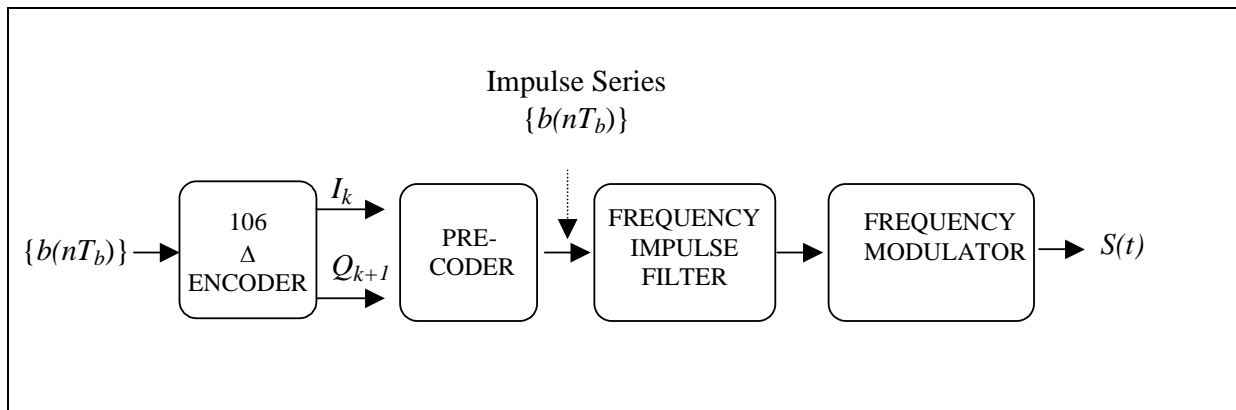 Impulse Series
{b(nT_b)}
{b(nT_b)}
106
Δ
ENCODER
I_k
Q_{k+1}
PRE-
CODER
FREQUENCY
IMPULSE
FILTER
FREQUENCY
MODULATOR
S(t)